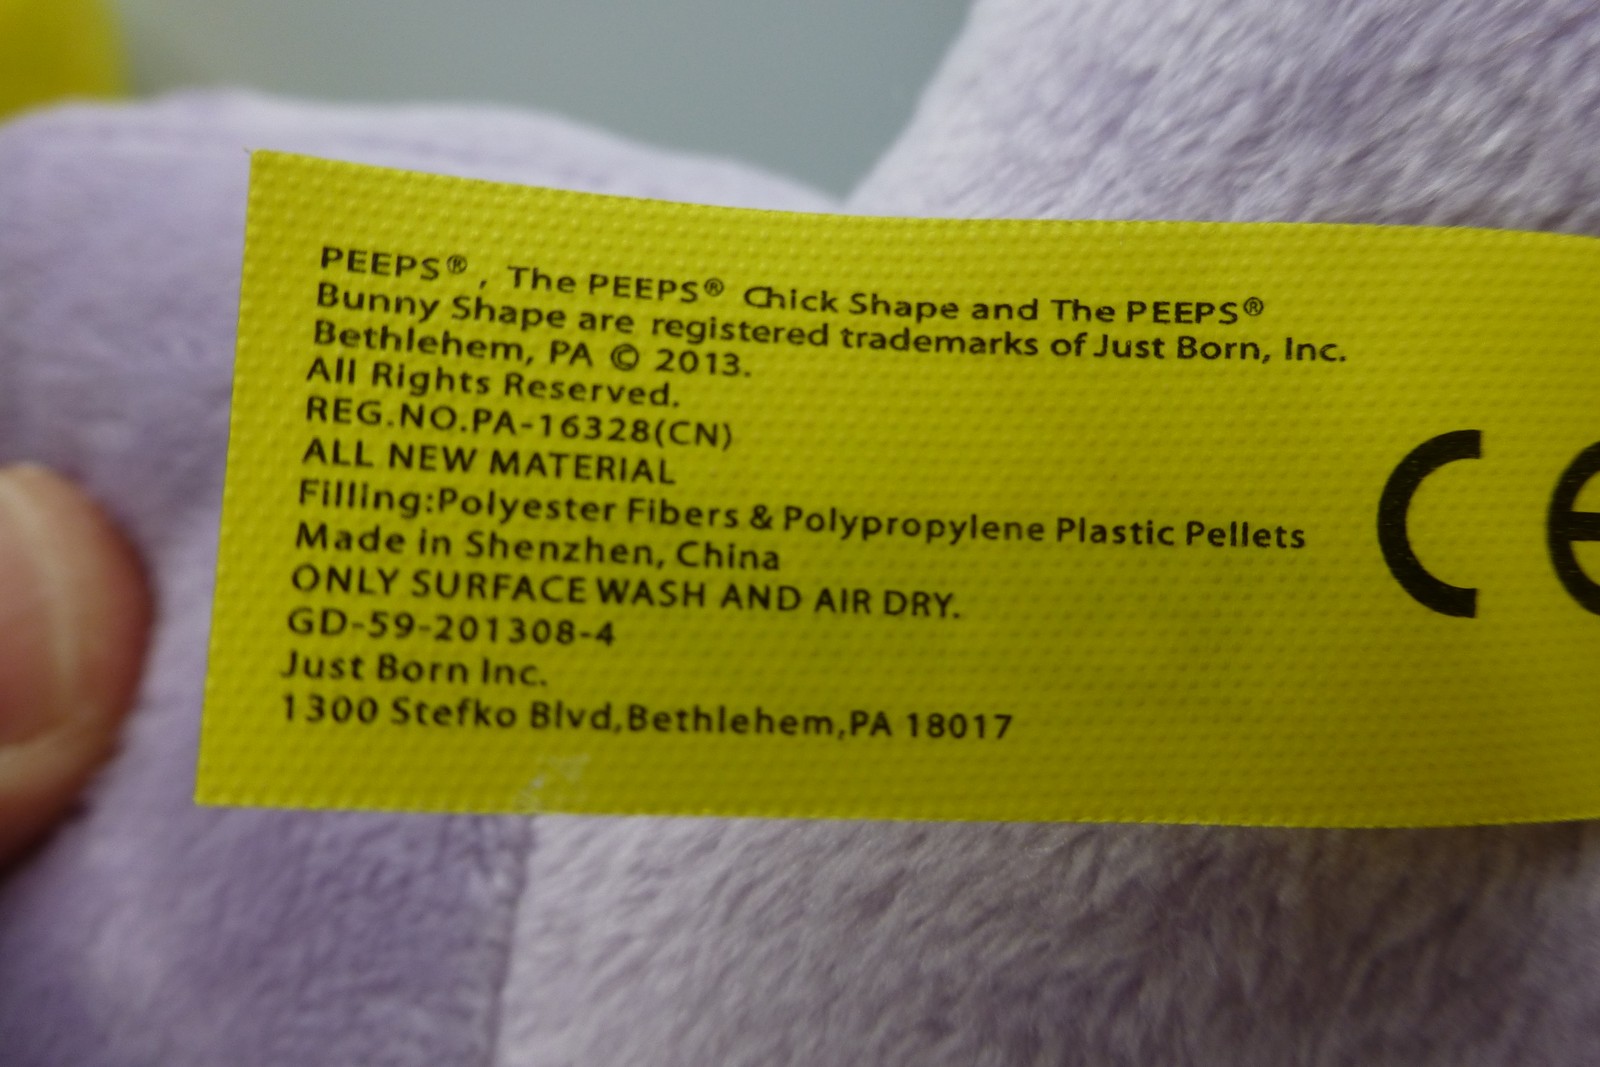 PEEPS® , The PEEPS® Chick Shape and The PEEPS®
Bunny Shape are registered trademarks of Just Born, Inc.
Bethlehem, PA © 2013.
All Rights Reserved.
REG.NO.PA-16328(CN)
ALL NEW MATERIAL
Filling:Polyester Fibers & Polypropylene Plastic Pellets
Made in Shenzhen, China
ONLY SURFACE WASH AND AIR DRY.
GD-59-201308-4
Just Born Inc.
1300 Stefko Blvd,Bethlehem,PA 18017
CE